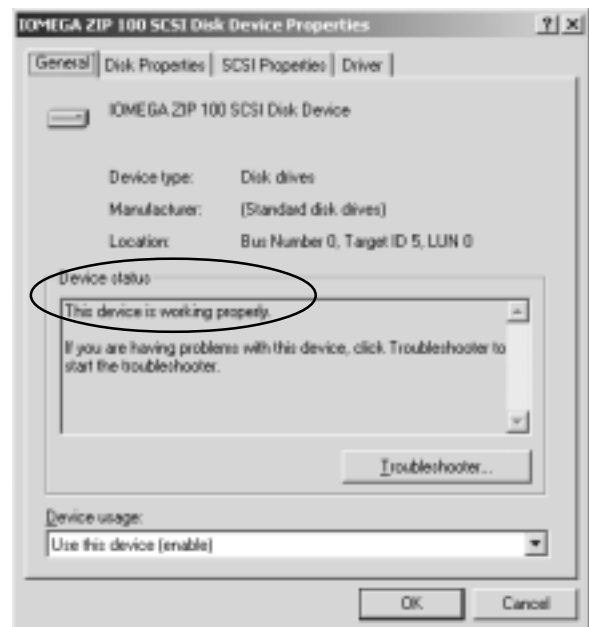 IOMEGA ZIP 100 SCSI Disk Device Properties ? ×
General Disk Properties SCSI Properties Driver
IOMEGA ZIP 100 SCSI Disk Device
Device type: Disk drives
Manufacturer: (Standard disk drives)
Location: Bus Number 0, Target ID 5, LUN 0
Device status
This device is working properly.
If you are having problems with this device, click Troubleshooter to
start the troubleshooter.
Troubleshooter...
Device usage:
Use this device (enable)
OK Cancel